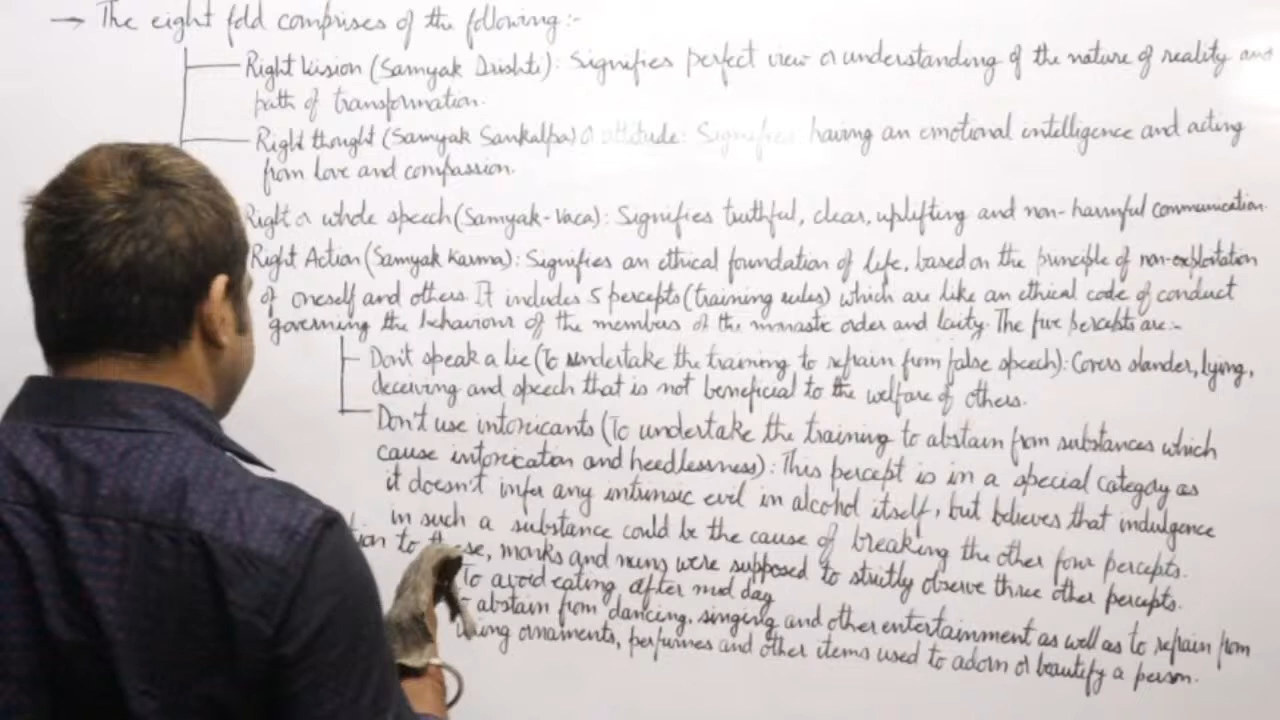 → The eight fold comprises of the following:-
Right Vision (Samyak Drishti): Signifies perfect view or understanding of the nature of reality and
path of transformation.
Right thought (Samyak Sankalpa) or attitude: Signifies having an emotional intelligence and acting
from love and compassion.
Right or whole speech (Samyak-Vaca): Signifies truthful, clear, uplifting and non-harmful communication.
Right Action (Samyak Karma): Signifies an ethical foundation of life, based on the principle of non-exploitation
of oneself and others. It includes 5 percepts (training rules) which are like an ethical code of conduct
governing the behaviour of the members of the monastic order and laity. The five percepts are:-
Don't speak a lie (To undertake the training to refrain from false speech): Covers slander, lying,
deceiving and speech that is not beneficial to the welfare of others.
Don't use intoxicants (To undertake the training to abstain from substances which
cause intoxication and heedlessness): This percept is in a special category as
it doesn't infer any intrinsic evil in alcohol itself, but believes that indulgence
in such a substance could be the cause of breaking the other four percepts.
tion to these, monks and nuns were supposed to strictly observe three other percepts.
To avoid eating after mid day
abstain from dancing, singing and other entertainment as well as to refrain from
ornaments, perfumes and other items used to adorn or beautify a person.